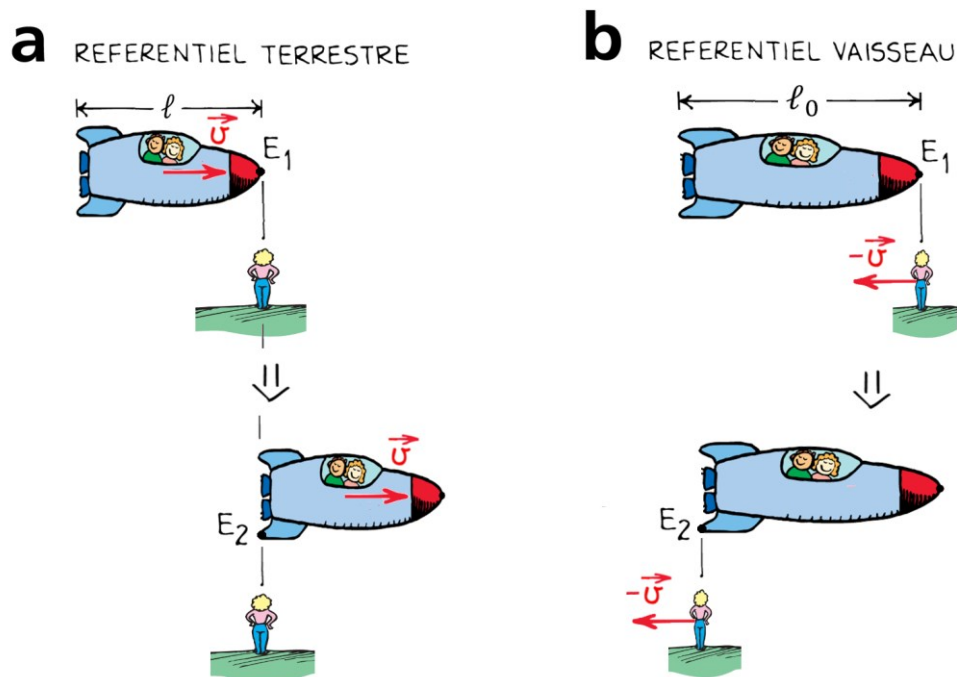 a REFERENTIEL TERRESTRE
ℓ
v
E1
v
E2
b REFERENTIEL VAISSEAU
ℓ0
E1
-v
E2
-v